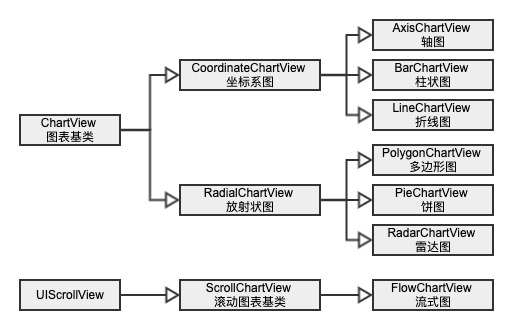 AxisChartView
轴图
CoordinateChartView
坐标系图
BarChartView
柱状图
LineChartView
折线图
ChartView
图表基类
PolygonChartView
多边形图
RadialChartView
放射状图
PieChartView
饼图
RadarChartView
雷达图
UIScrollView
ScrollChartView
滚动图表基类
FlowChartView
流式图